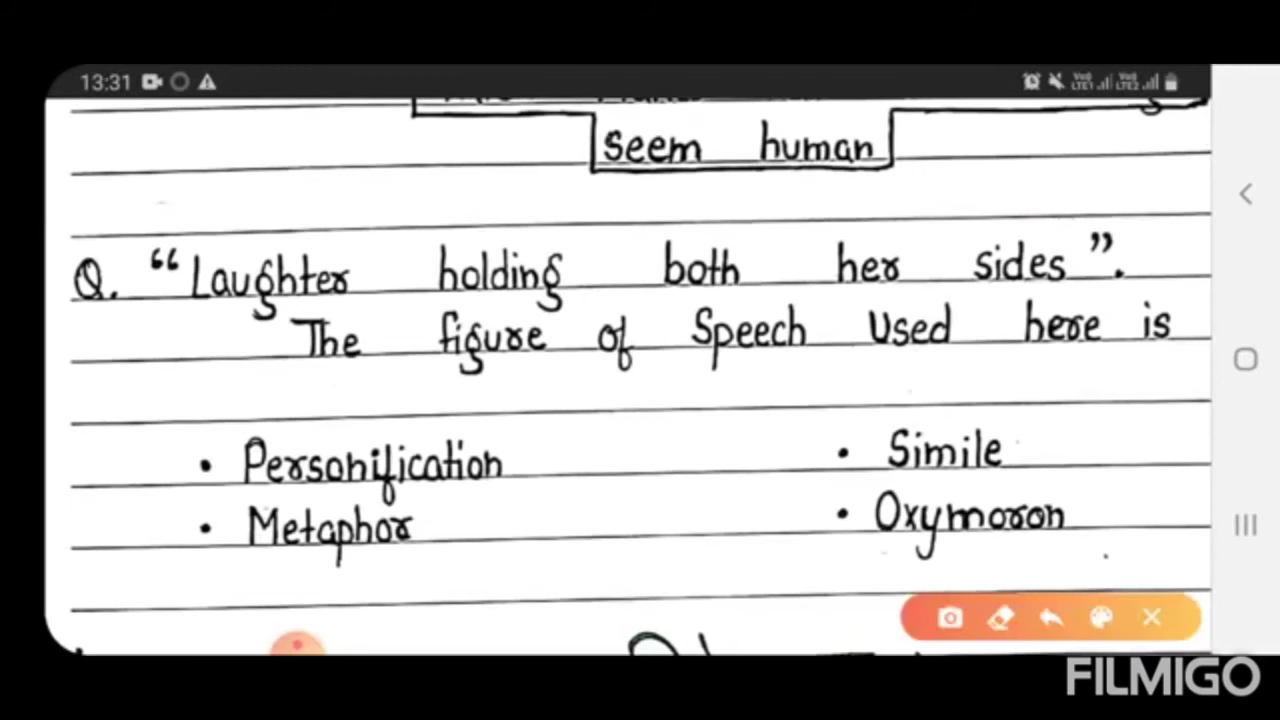 13:31
seem human
Q. "Laughter holding both her sides".
The figure of Speech Used here is
• Personification • Simile
• Metaphor • Oxymoron
FILMIGO